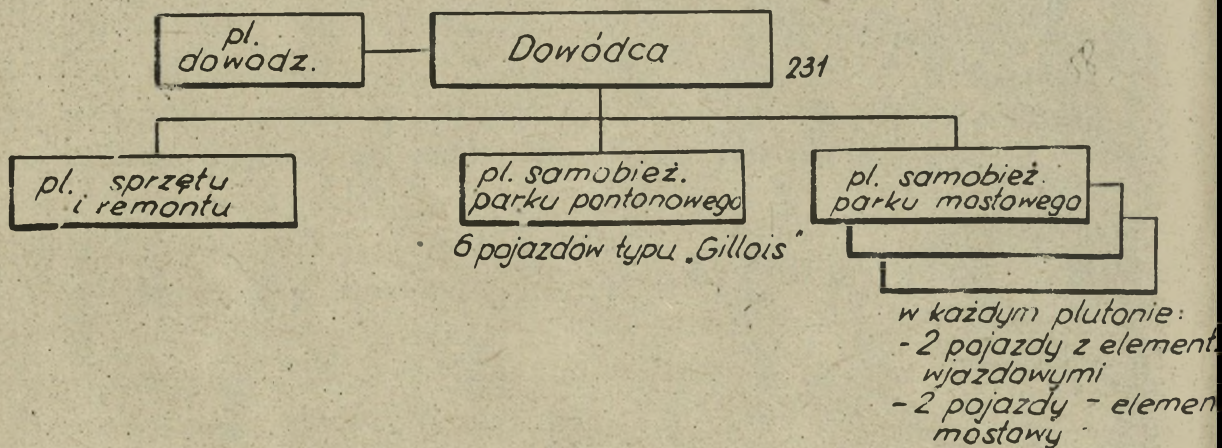 pl.
dowodz.
Dowódca
231
pl. sprzętu
i remontu
pl. samobież.
parku pontonowego
6 pojazdów typu „Gillois"
pl. samobież.
parku mostowego
w każdym plutonie:
- 2 pojazdy z element
wjazdowymi
- 2 pojazdy - elemen
mostowy